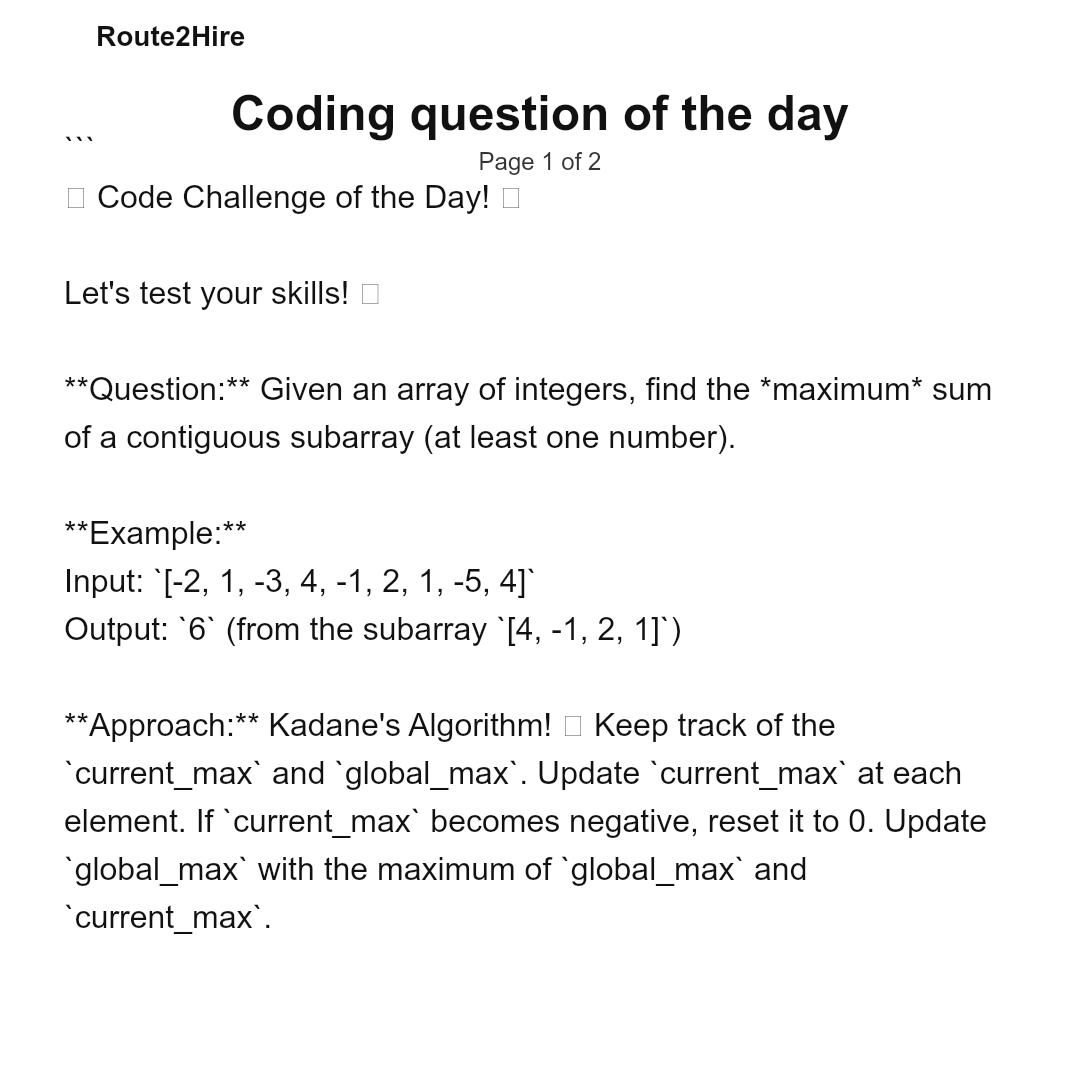 Route2Hire
Coding question of the day
```
Page 1 of 2
□ Code Challenge of the Day! □
Let's test your skills! □
**Question:** Given an array of integers, find the *maximum* sum
of a contiguous subarray (at least one number).
**Example:**
Input: `[-2, 1, -3, 4, -1, 2, 1, -5, 4]`
Output: `6` (from the subarray `[4, -1, 2, 1]`)
**Approach:** Kadane's Algorithm! □ Keep track of the
`current_max` and `global_max`. Update `current_max` at each
element. If `current_max` becomes negative, reset it to 0. Update
`global_max` with the maximum of `global_max` and
`current_max`.